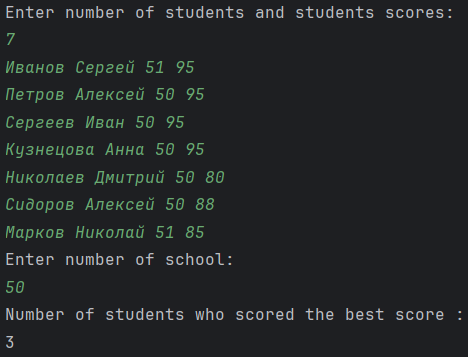 Enter number of students and students scores:
7
Иванов Сергей 51 95
Петров Алексей 50 95
Сергеев Иван 50 95
Кузнецова Анна 50 95
Николаев Дмитрий 50 80
Сидоров Алексей 50 88
Марков Николай 51 85
Enter number of school:
50
Number of students who scored the best score :
3